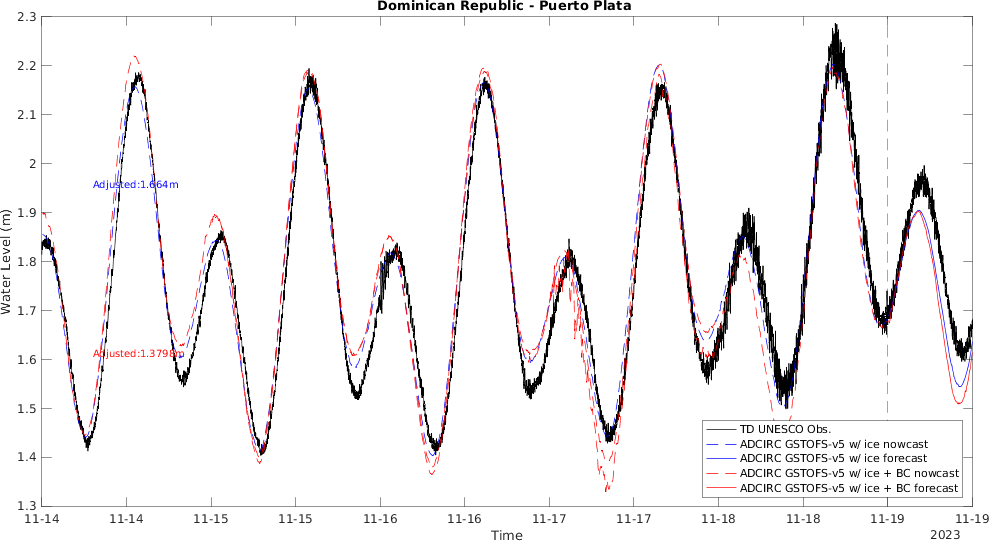 Dominican Republic - Puerto Plata
2.3
2.2
2.1
2
1.9
1.8
1.7
1.6
1.5
1.4
1.3
Water Level (m)
Adjusted:1.664m
Adjusted:1.3798m
TD UNESCO Obs.
ADCIRC GSTOFS-v5 w/ ice nowcast
ADCIRC GSTOFS-v5 w/ ice forecast
ADCIRC GSTOFS-v5 w/ ice + BC nowcast
ADCIRC GSTOFS-v5 w/ ice + BC forecast
11-14 11-14 11-15 11-15 11-16 11-16 11-17 11-17 11-18 11-18 11-19 11-19
Time
2023